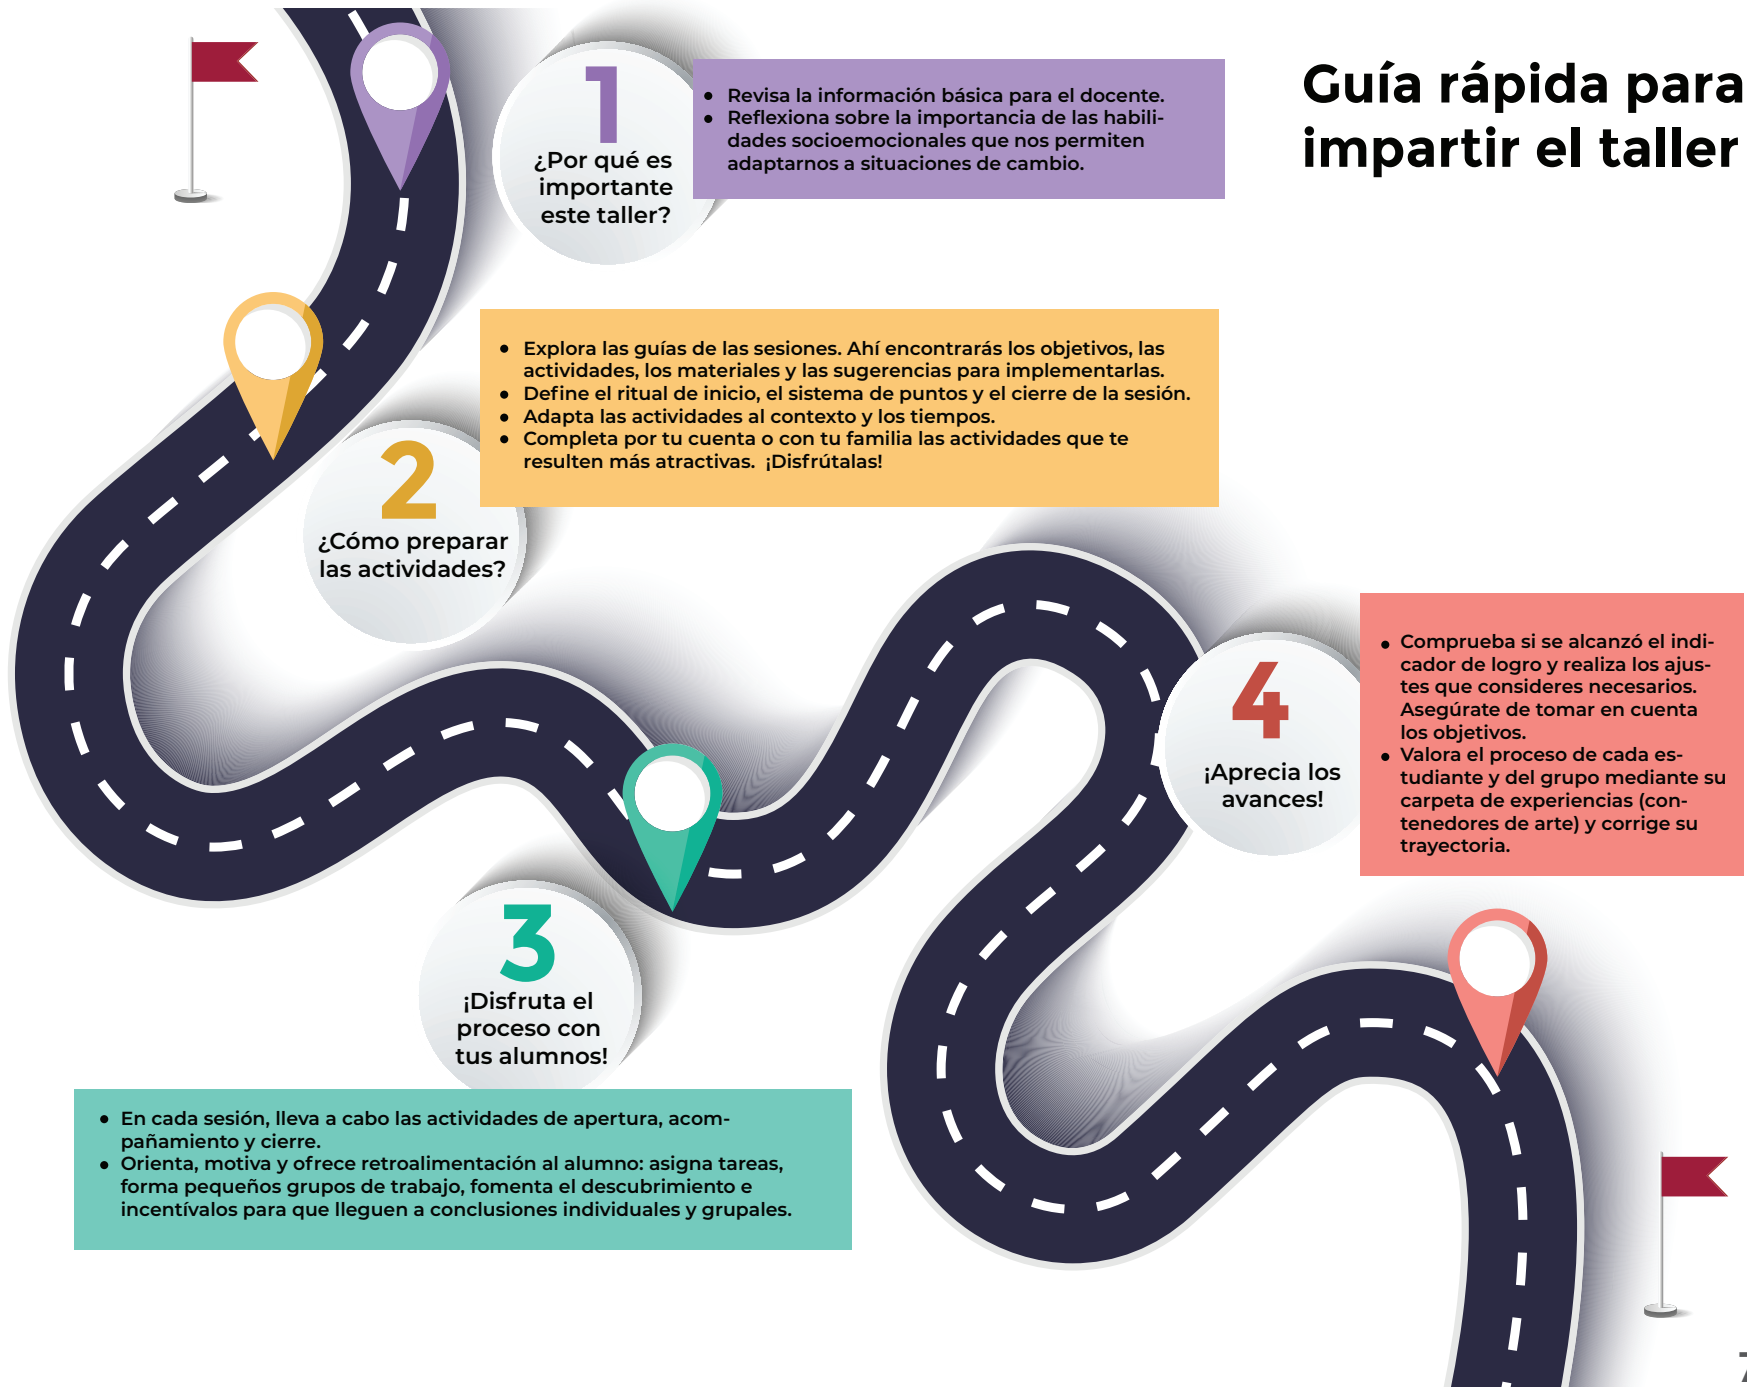 Guía rápida para
impartir el taller
1
¿Por qué es
importante
este taller?
• Revisa la información básica para el docente.
• Reflexiona sobre la importancia de las habili-
dades socioemocionales que nos permiten
adaptarnos a situaciones de cambio.
2
¿Cómo preparar
las actividades?
• Explora las guías de las sesiones. Ahí encontrarás los objetivos, las
actividades, los materiales y las sugerencias para implementarlas.
• Define el ritual de inicio, el sistema de puntos y el cierre de la sesión.
• Adapta las actividades al contexto y los tiempos.
• Completa por tu cuenta o con tu familia las actividades que te
resulten más atractivas. ¡Disfrútalas!
3
¡Disfruta el
proceso con
tus alumnos!
• En cada sesión, lleva a cabo las actividades de apertura, acom-
pañamiento y cierre.
• Orienta, motiva y ofrece retroalimentación al alumno: asigna tareas,
forma pequeños grupos de trabajo, fomenta el descubrimiento e
incentívalos para que lleguen a conclusiones individuales y grupales.
4
¡Aprecia los
avances!
• Comprueba si se alcanzó el indi-
cador de logro y realiza los ajus-
tes que consideres necesarios.
Asegúrate de tomar en cuenta
los objetivos.
• Valora el proceso de cada es-
tudiante y del grupo mediante su
carpeta de experiencias (con-
tenedores de arte) y corrige su
trayectoria.